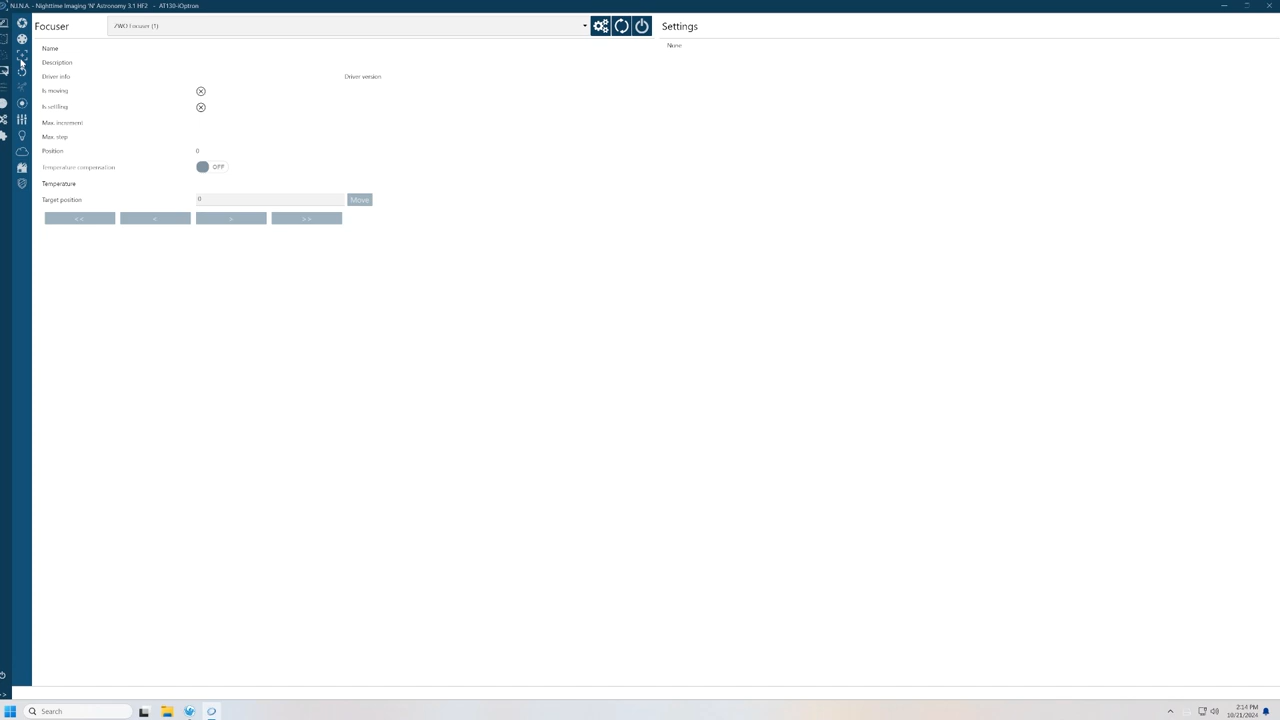 N.I.N.A. - Nighttime Imaging 'N' Astronomy 3.1 HF2 - AT130-iOptron
Focuser
ZWO Focuser (1)
Settings
None
Name
Description
Driver info
Driver version
Is moving
Is settling
Max. increment
Max. step
Position
0
Temperature compensation
OFF
Temperature
Target position
0
Move
<<
<
>
>>
>>
Search
2:14 PM
10/21/2024